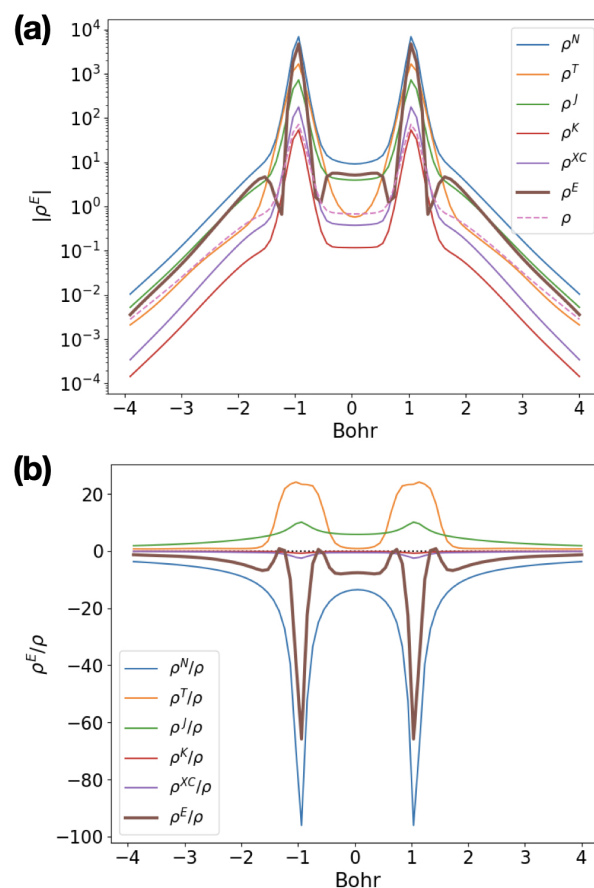 (a)
|ρ^E|
10^4
10^3
10^2
10^1
10^0
10^-1
10^-2
10^-3
10^-4
ρ^N
ρ^T
ρ^J
ρ^K
ρ^XC
ρ^E
ρ
−4 −3 −2 −1 0 1 2 3 4
Bohr
(b)
ρ^E/ρ
20
0
−20
−40
−60
−80
−100
ρ^N/ρ
ρ^T/ρ
ρ^J/ρ
ρ^K/ρ
ρ^XC/ρ
ρ^E/ρ
−4 −3 −2 −1 0 1 2 3 4
Bohr